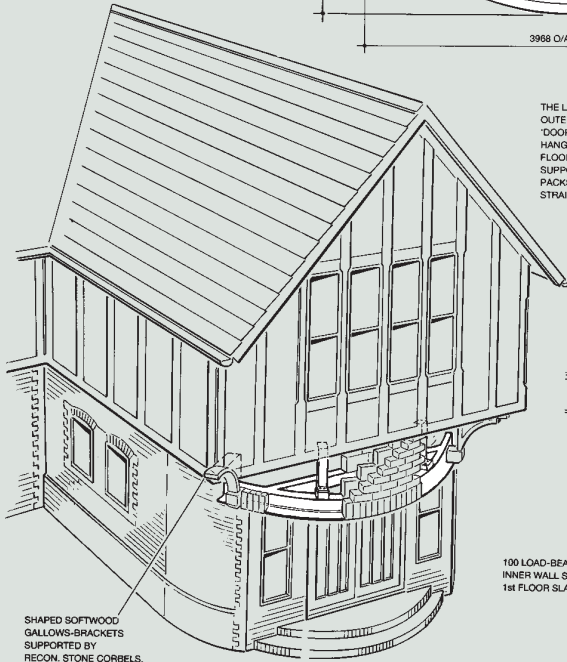 3968 O/A
THE L
OUTE
'DOOR
HANG
FLOOR
SUPPO
PACKS
STRAI
100 LOAD-BEA
INNER WALL S
1st FLOOR SLA
SHAPED SOFTWOOD
GALLOWS-BRACKETS
SUPPORTED BY
RECON. STONE CORBELS.